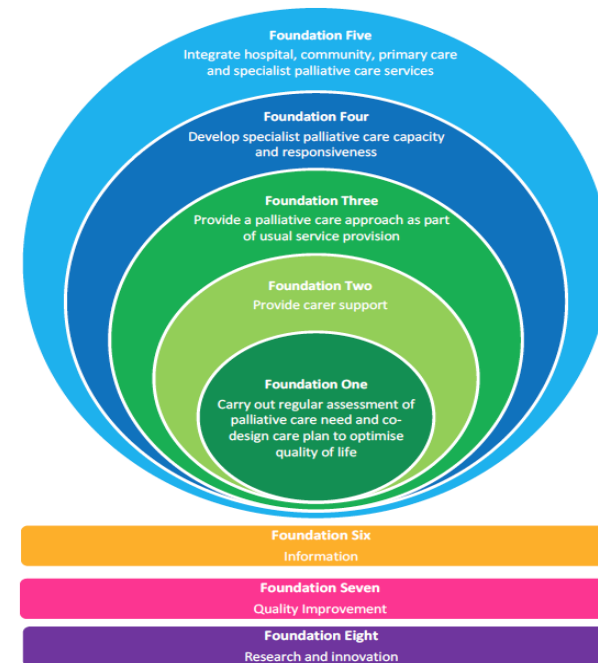 Foundation Five
Integrate hospital, community, primary care
and specialist palliative care services
Foundation Four
Develop specialist palliative care capacity
and responsiveness
Foundation Three
Provide a palliative care approach as part
of usual service provision
Foundation Two
Provide carer support
Foundation One
Carry out regular assessment of
palliative care need and co-
design care plan to optimise
quality of life
Foundation Six
Information
Foundation Seven
Quality Improvement
Foundation Eight
Research and innovation